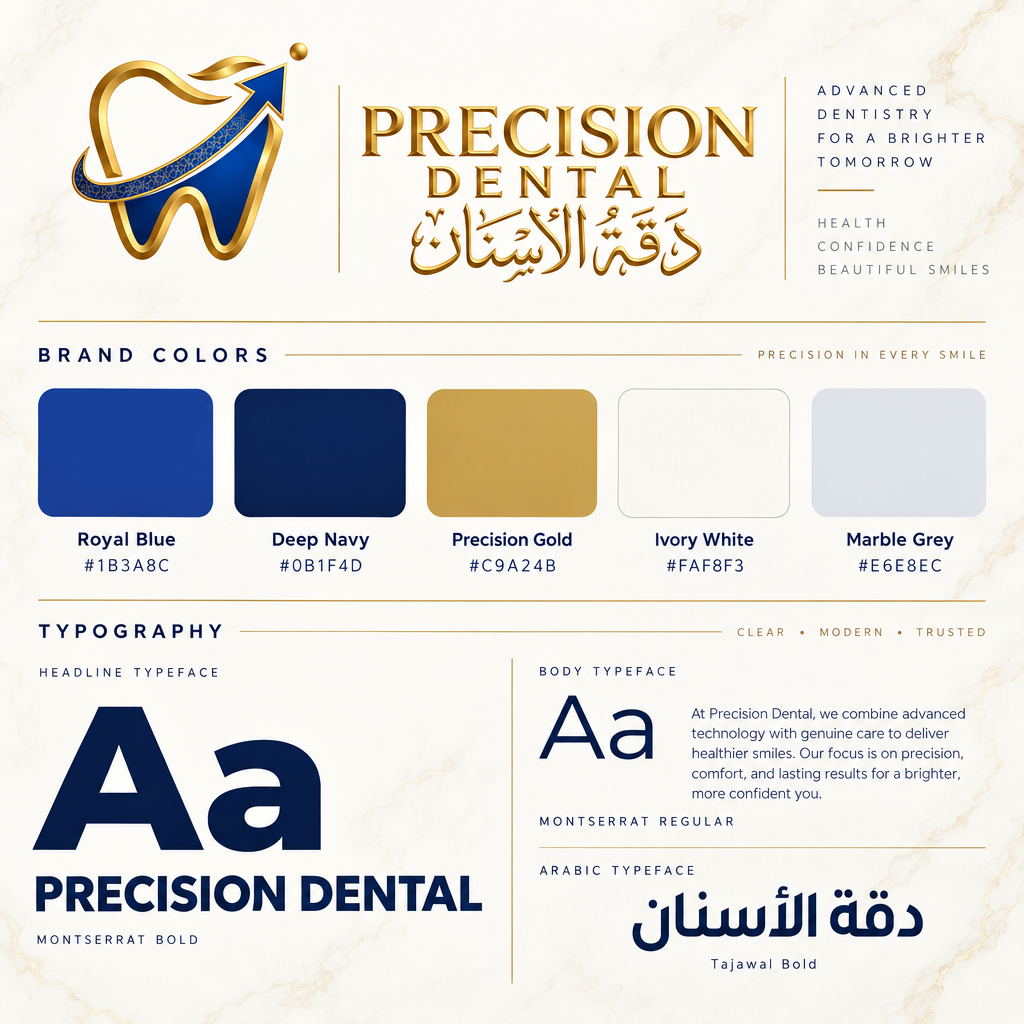 PRECISION
DENTAL
دَقَةُ الأسْنَان
ADVANCED
DENTISTRY
FOR A BRIGHTER
TOMORROW
HEALTH
CONFIDENCE
BEAUTIFUL SMILES
BRAND COLORS
PRECISION IN EVERY SMILE
Royal Blue
#1B3A8C
Deep Navy
#0B1F4D
Precision Gold
#C9A24B
Ivory White
#FAF8F3
Marble Grey
#E6E8EC
TYPOGRAPHY
CLEAR • MODERN • TRUSTED
HEADLINE TYPEFACE
Aa
PRECISION DENTAL
MONTSERRAT BOLD
BODY TYPEFACE
Aa
At Precision Dental, we combine advanced
technology with genuine care to deliver
healthier smiles. Our focus is on precision,
comfort, and lasting results for a brighter,
more confident you.
MONTSERRAT REGULAR
ARABIC TYPEFACE
دقة الأسنان
Tajawal Bold